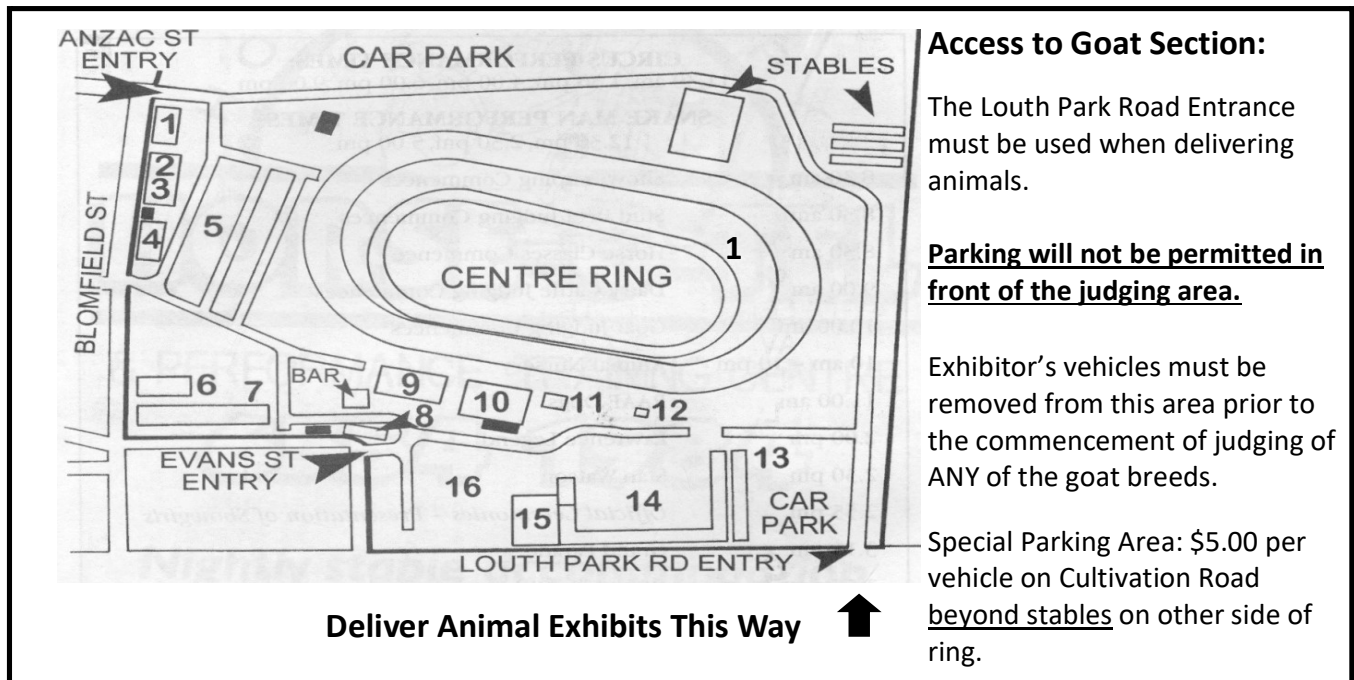 ANZAC ST
ENTRY
CAR PARK
STABLES
1
2
3
4
5
BLOMFIELD ST
CENTRE RING
1
6
7
BAR
8
9
10
11
12
EVANS ST
ENTRY
16
15
14
13
CAR
PARK
LOUTH PARK RD ENTRY
Deliver Animal Exhibits This Way
Access to Goat Section:
The Louth Park Road Entrance
must be used when delivering
animals.
Parking will not be permitted in
front of the judging area.
Exhibitor’s vehicles must be
removed from this area prior to
the commencement of judging of
ANY of the goat breeds.
Special Parking Area: $5.00 per
vehicle on Cultivation Road
beyond stables on other side of
ring.